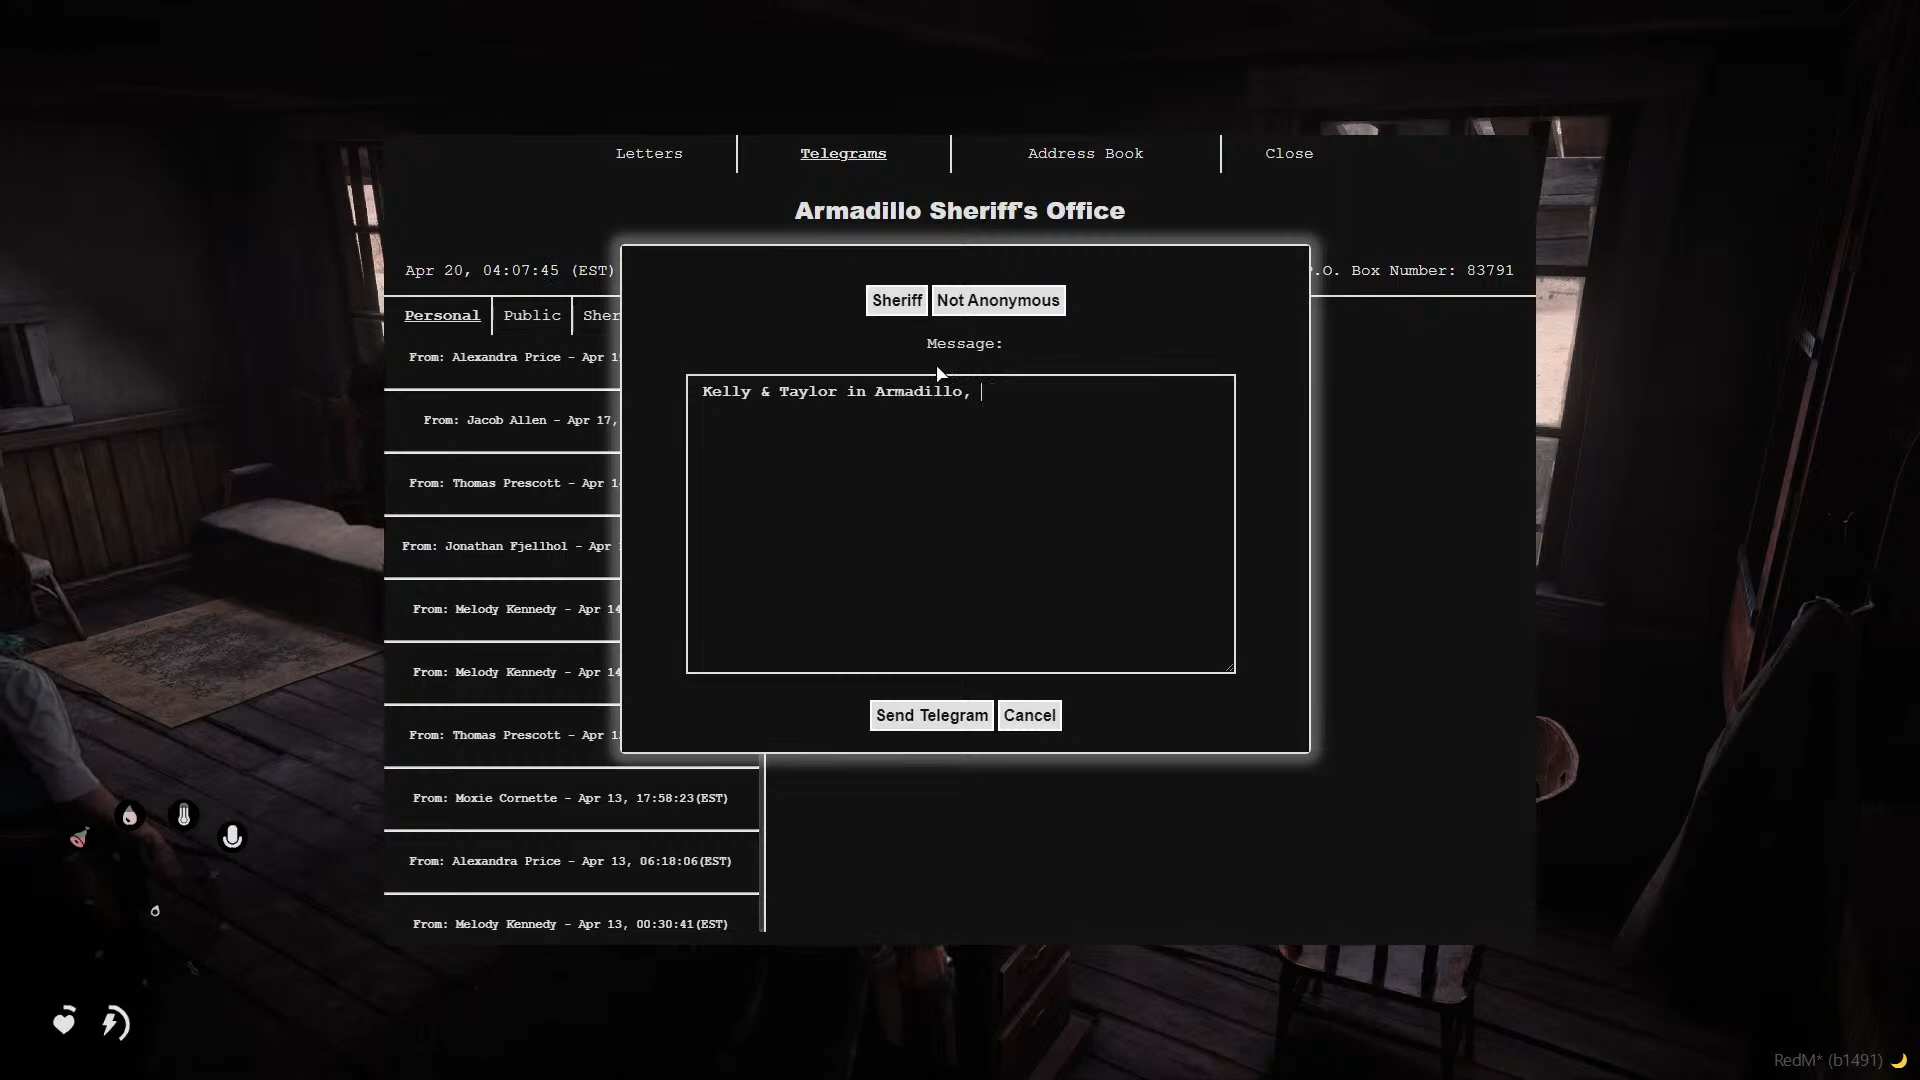 Letters
Telegrams
Address Book
Close
Armadillo Sheriff's Office
Apr 20, 04:07:45 (EST)
P.O. Box Number: 83791
Personal
Public
Sher
From: Alexandra Price - Apr 1
From: Jacob Allen - Apr 17,
From: Thomas Prescott - Apr 1
From: Jonathan Fjellhol - Apr
From: Melody Kennedy - Apr 14
From: Melody Kennedy - Apr 14
From: Thomas Prescott - Apr 1
From: Moxie Cornette - Apr 13, 17:58:23(EST)
From: Alexandra Price - Apr 13, 06:18:06(EST)
From: Melody Kennedy - Apr 13, 00:30:41(EST)
Sheriff
Not Anonymous
Message:
Kelly & Taylor in Armadillo,
Send Telegram
Cancel
RedM* (b1491)